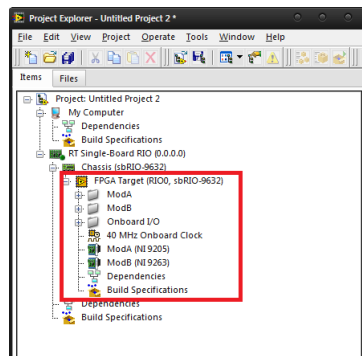 Project Explorer - Untitled Project 2 *
File Edit View Project Operate Tools Window Help
Items Files
Project: Untitled Project 2
My Computer
Dependencies
Build Specifications
RT Single-Board RIO (0.0.0.0)
Chassis (sbRIO-9632)
FPGA Target (RIO0, sbRIO-9632)
ModA
ModB
Onboard I/O
40 MHz Onboard Clock
ModA (NI 9205)
ModB (NI 9263)
Dependencies
Build Specifications
Dependencies
Build Specifications